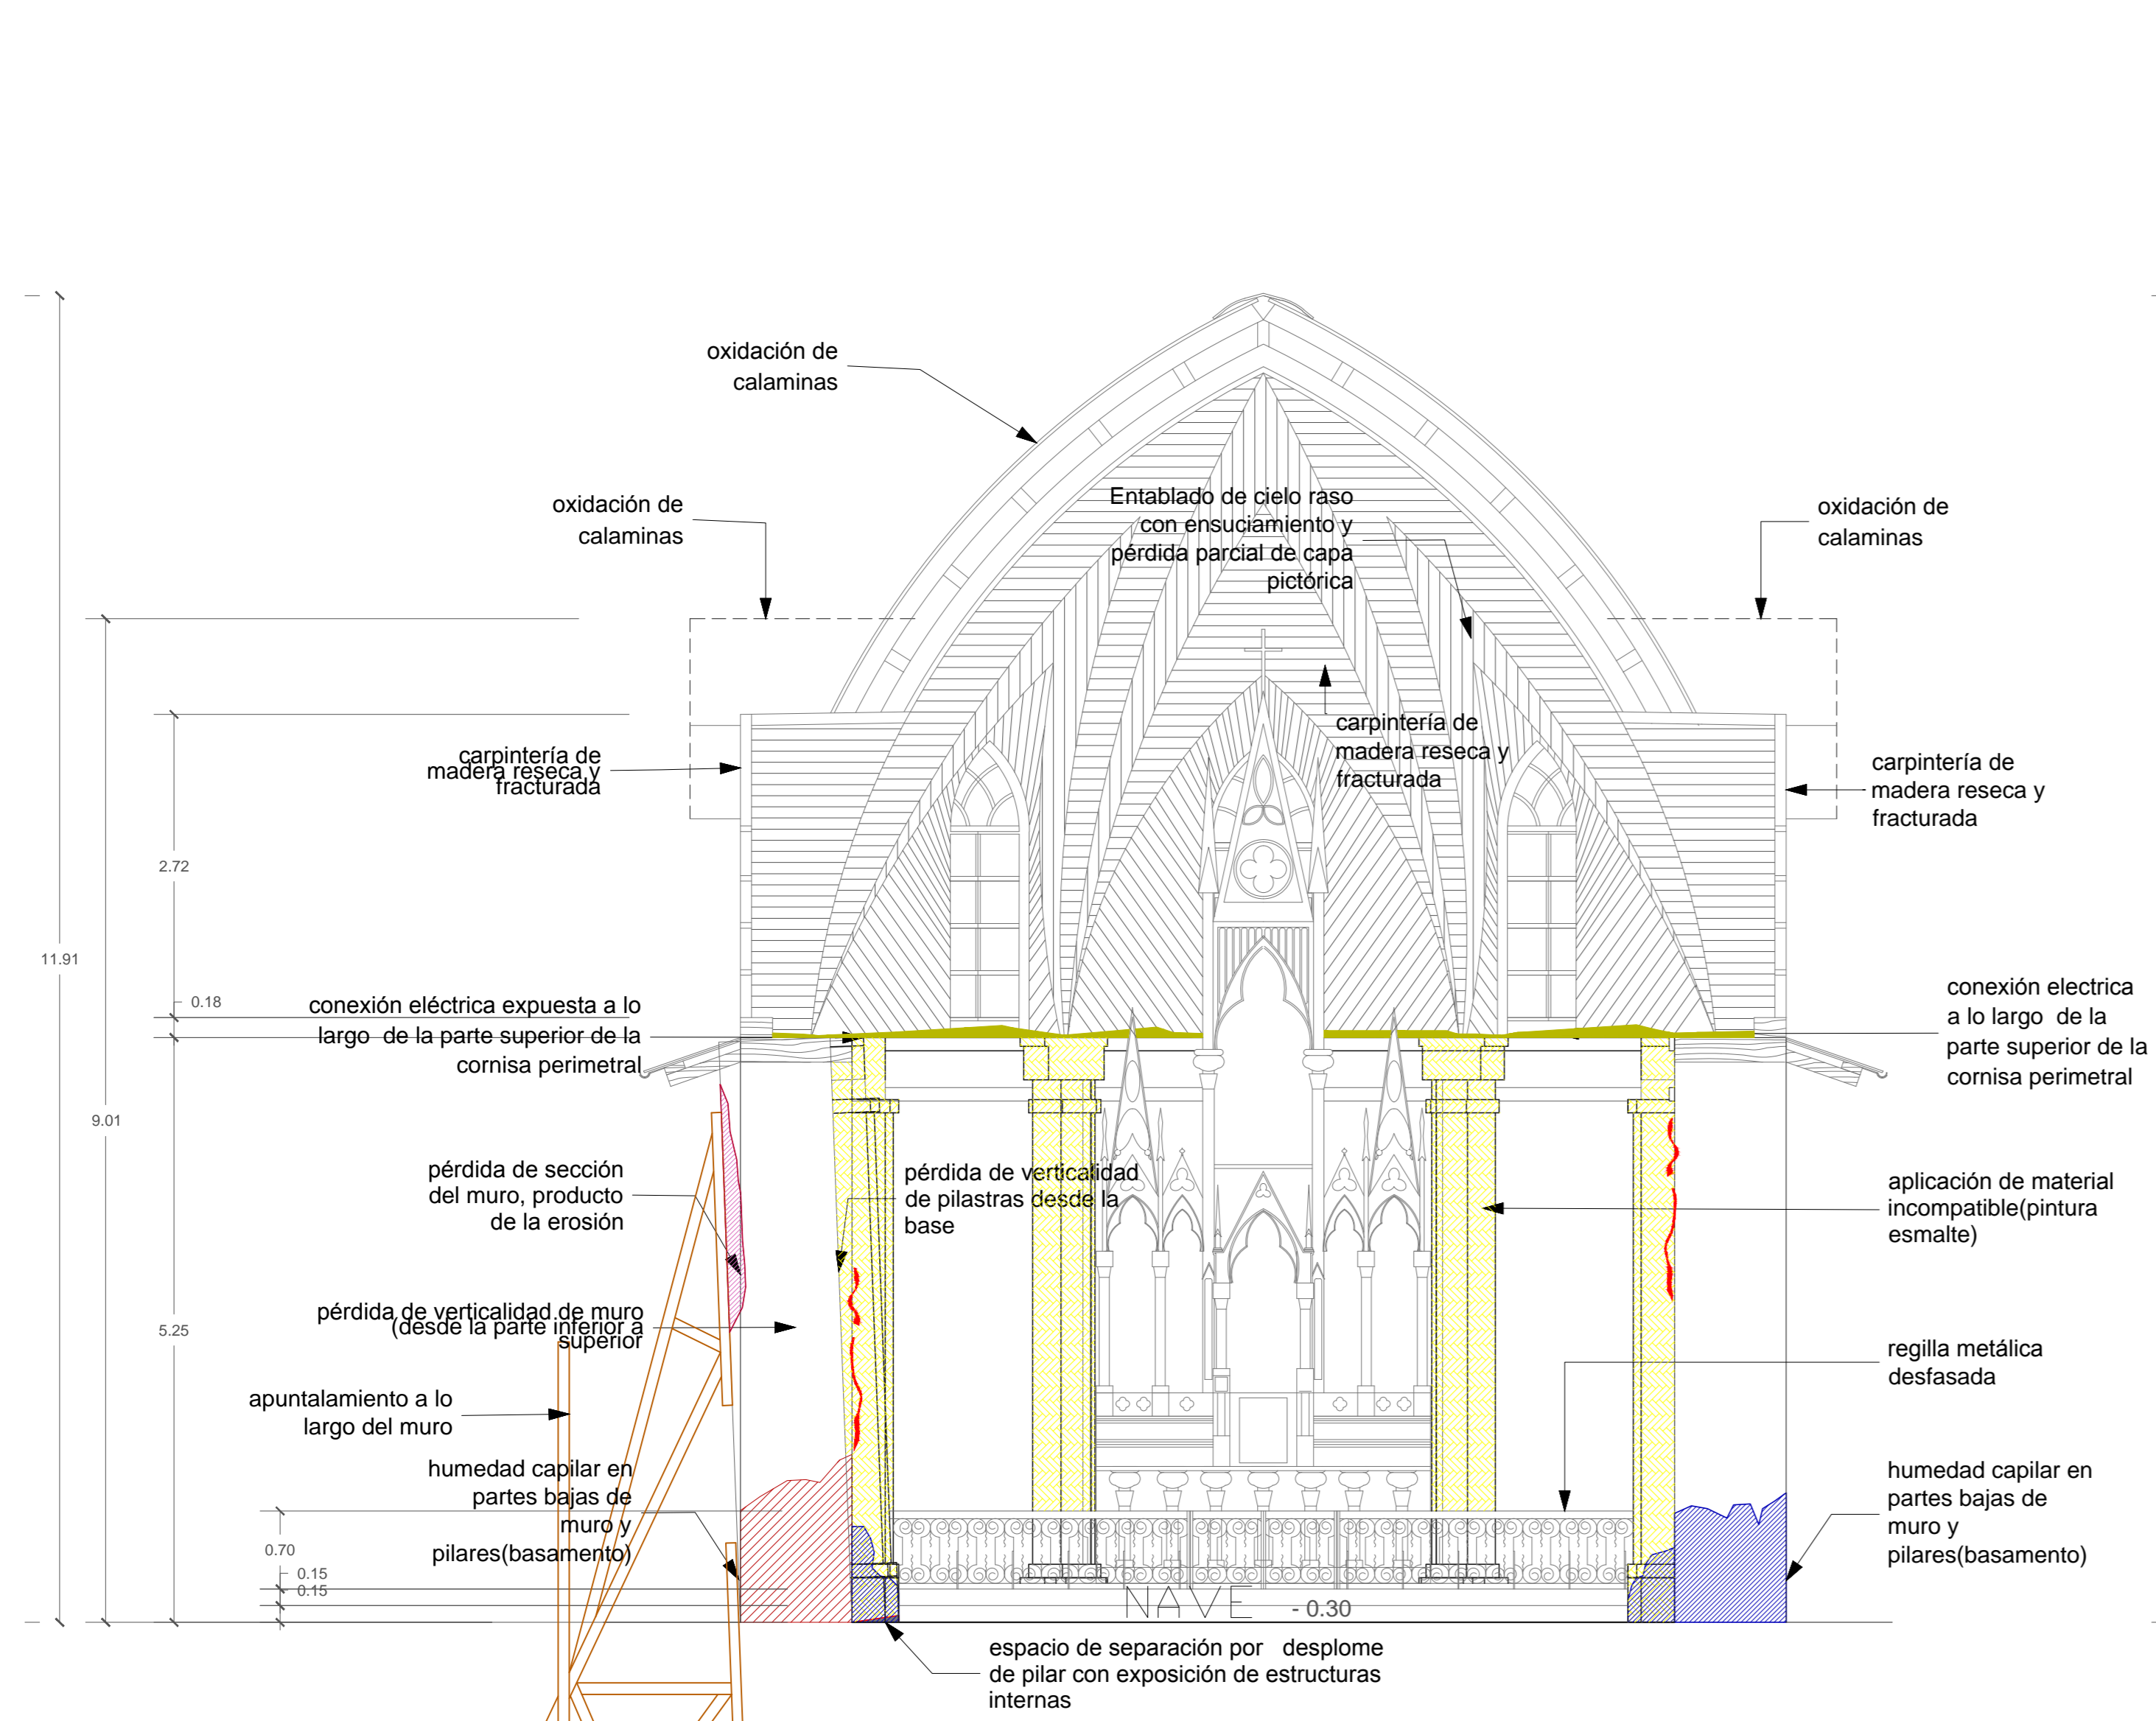 oxidación de
calaminas
oxidación de
calaminas
Entablado de cielo raso
con ensuciamiento y
pérdida parcial de capa
pictórica
oxidación de
calaminas
carpintería de
madera reseca y
fracturada
carpintería de
madera reseca y
fracturada
carpintería de
madera reseca y
fracturada
2.72
11.91
0.18
conexión eléctrica expuesta a lo
largo de la parte superior de la
cornisa perimetral
conexión electrica
a lo largo de la
parte superior de la
cornisa perimetral
9.01
pérdida de sección
del muro, producto
de la erosión
pérdida de verticalidad
de pilastras desde la
base
aplicación de material
incompatible(pintura
esmalte)
pérdida de verticalidad de muro
(desde la parte inferior a
superior
5.25
regilla metálica
desfasada
apuntalamiento a lo
largo del muro
humedad capilar en
partes bajas de
muro y
pilares(basamento)
humedad capilar en
partes bajas de
muro y
pilares(basamento)
0.70
0.15
0.15
NAVE - 0.30
espacio de separación por desplome
de pilar con exposición de estructuras
internas